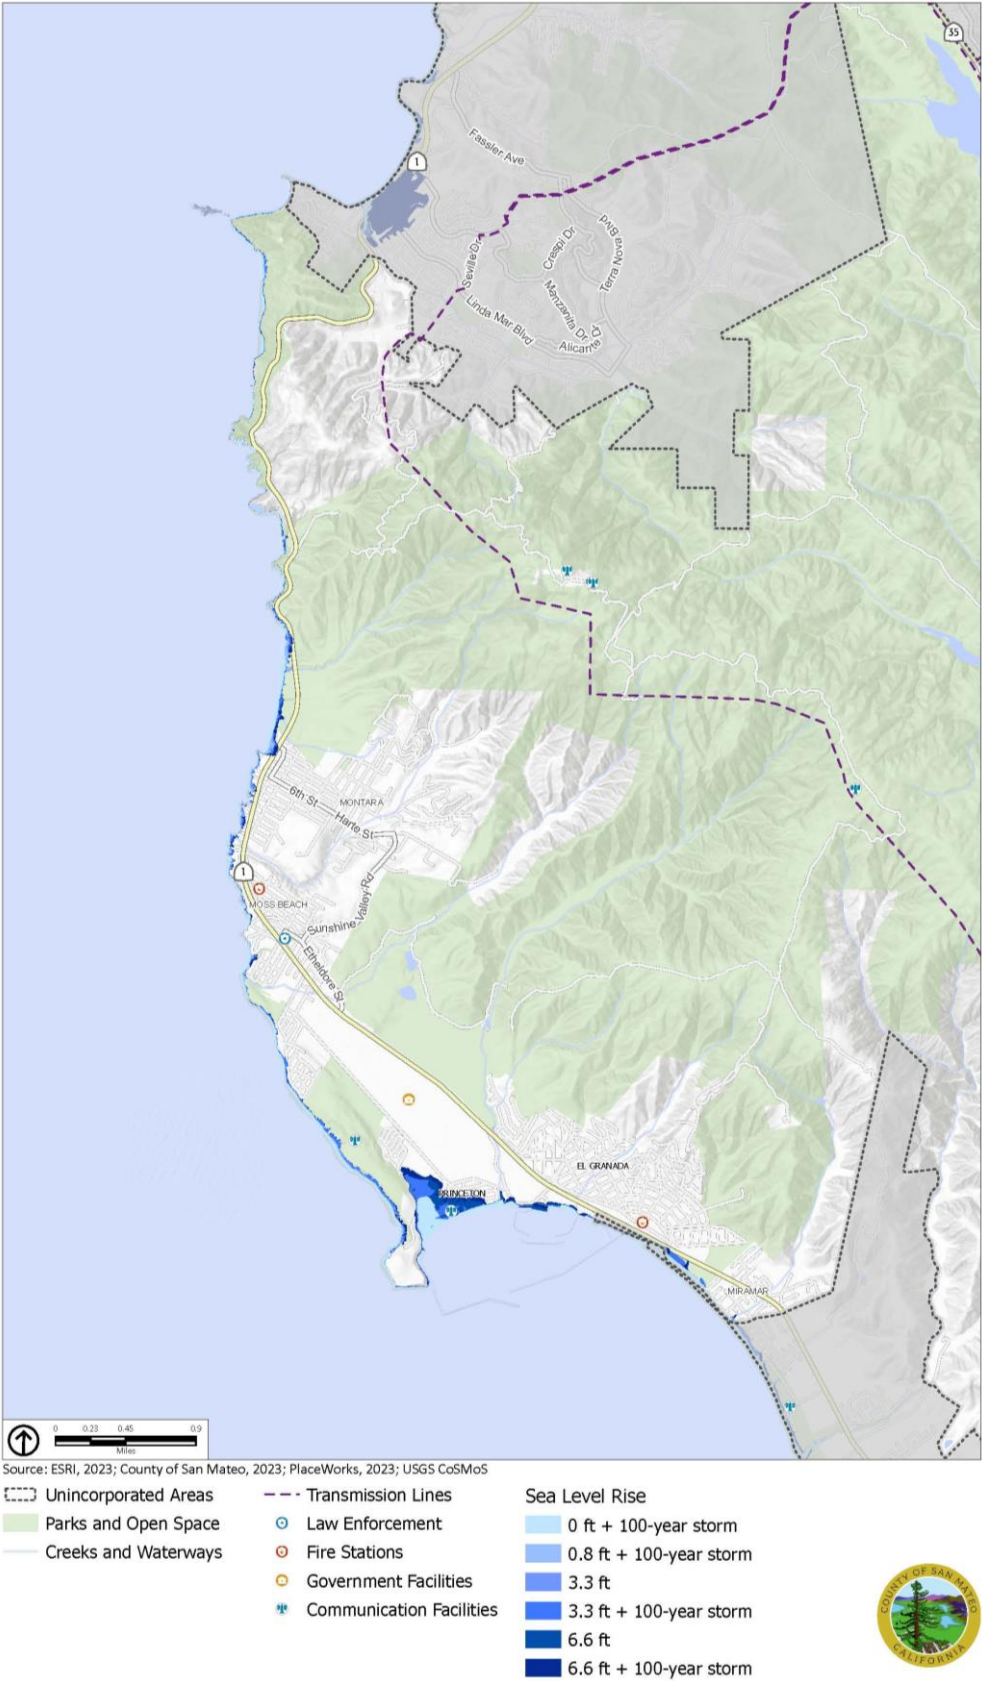 35
Fassler Ave
1
Crespi Dr
Terra Nova Blvd
Seville Dr
Manzanita Dr
Linda Mar Blvd
Alicante Dr
6th St
MONTARA
Harte St
1
MOSS BEACH
Sunshine Valley Rd
Etheldore St
EL GRANADA
PRINCETON
MIRAMAR
0 0.23 0.45 0.9
Miles
Source: ESRI, 2023; County of San Mateo, 2023; PlaceWorks, 2023; USGS CoSMoS
Unincorporated Areas
Parks and Open Space
Creeks and Waterways
Transmission Lines
Law Enforcement
Fire Stations
Government Facilities
Communication Facilities
Sea Level Rise
0 ft + 100-year storm
0.8 ft + 100-year storm
3.3 ft
3.3 ft + 100-year storm
6.6 ft
6.6 ft + 100-year storm
COUNTY OF SAN MATEO
CALIFORNIA